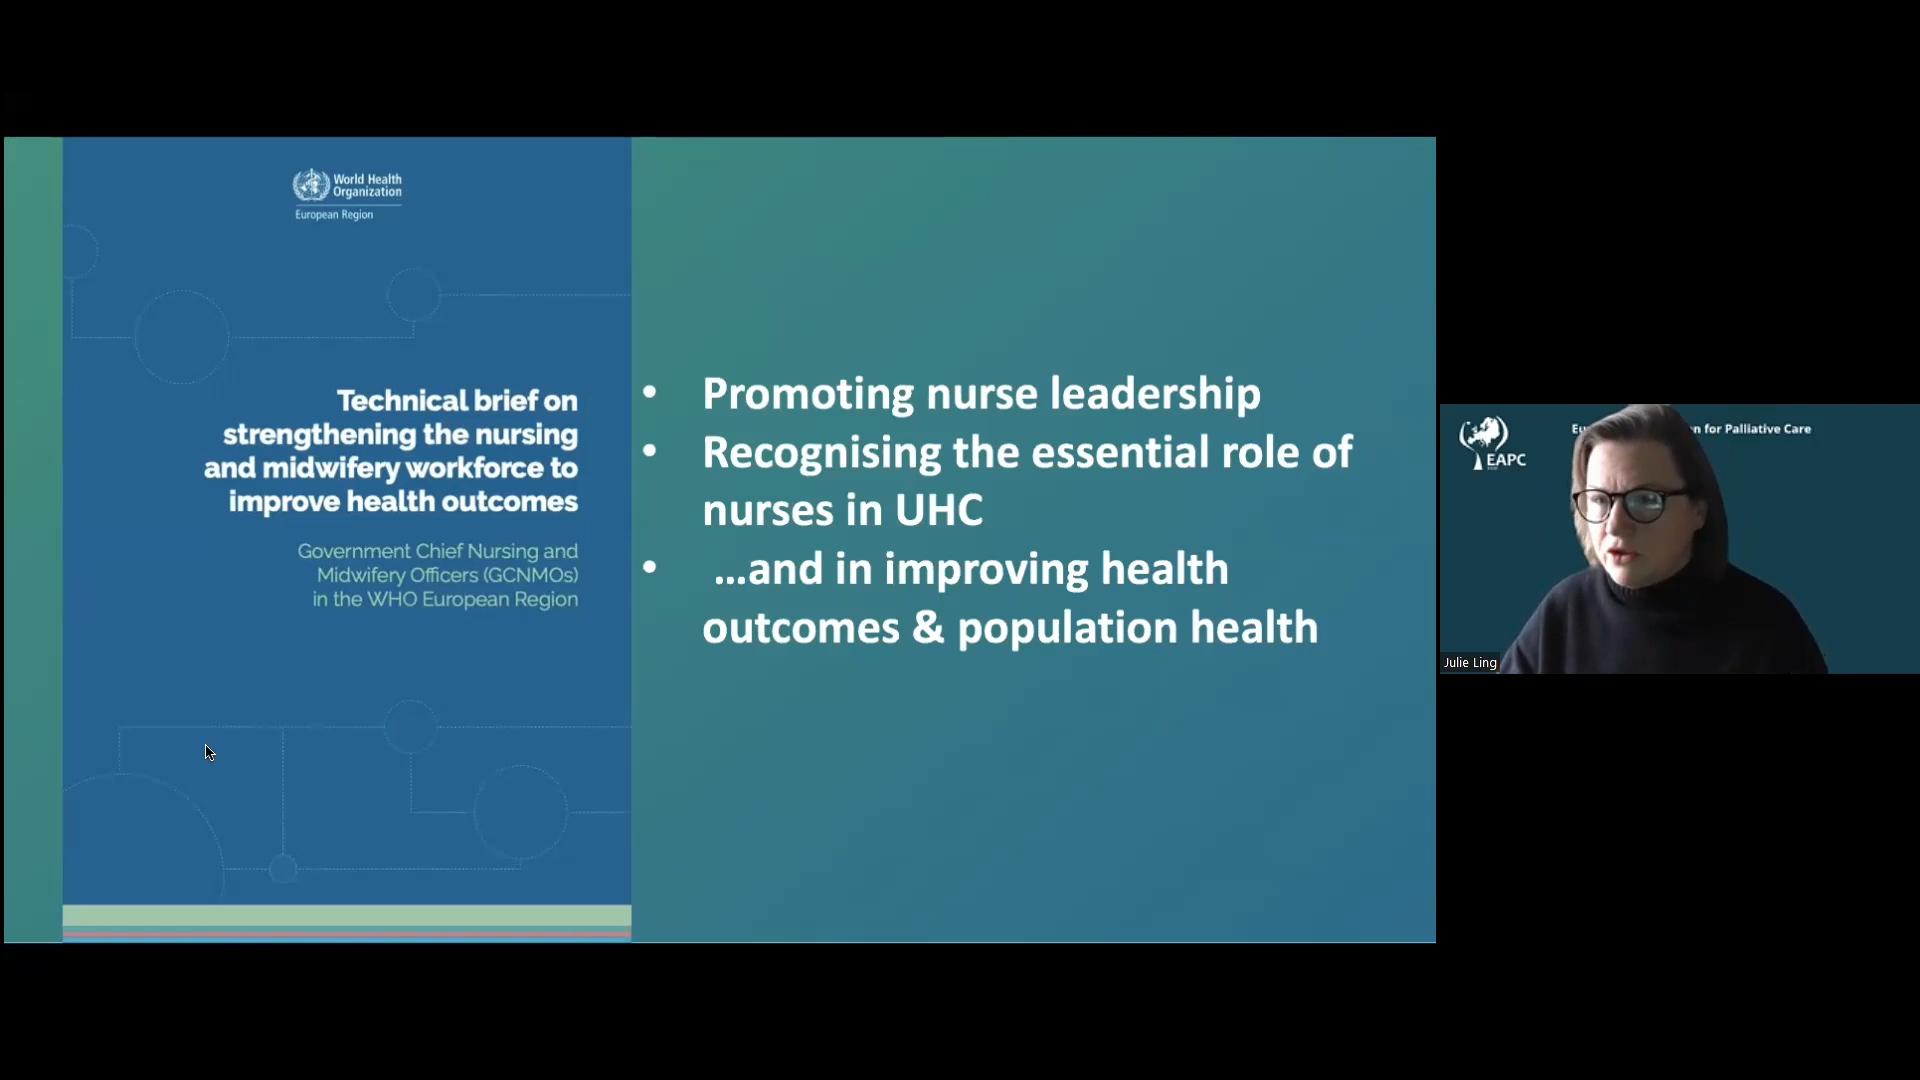 World Health
Organization
European Region
Technical brief on
strengthening the nursing
and midwifery workforce to
improve health outcomes
Government Chief Nursing and
Midwifery Officers (GCNMOs)
in the WHO European Region
• Promoting nurse leadership
• Recognising the essential role of
nurses in UHC
• ...and in improving health
outcomes & population health
EAPC
n for Palliative Care
Julie Ling